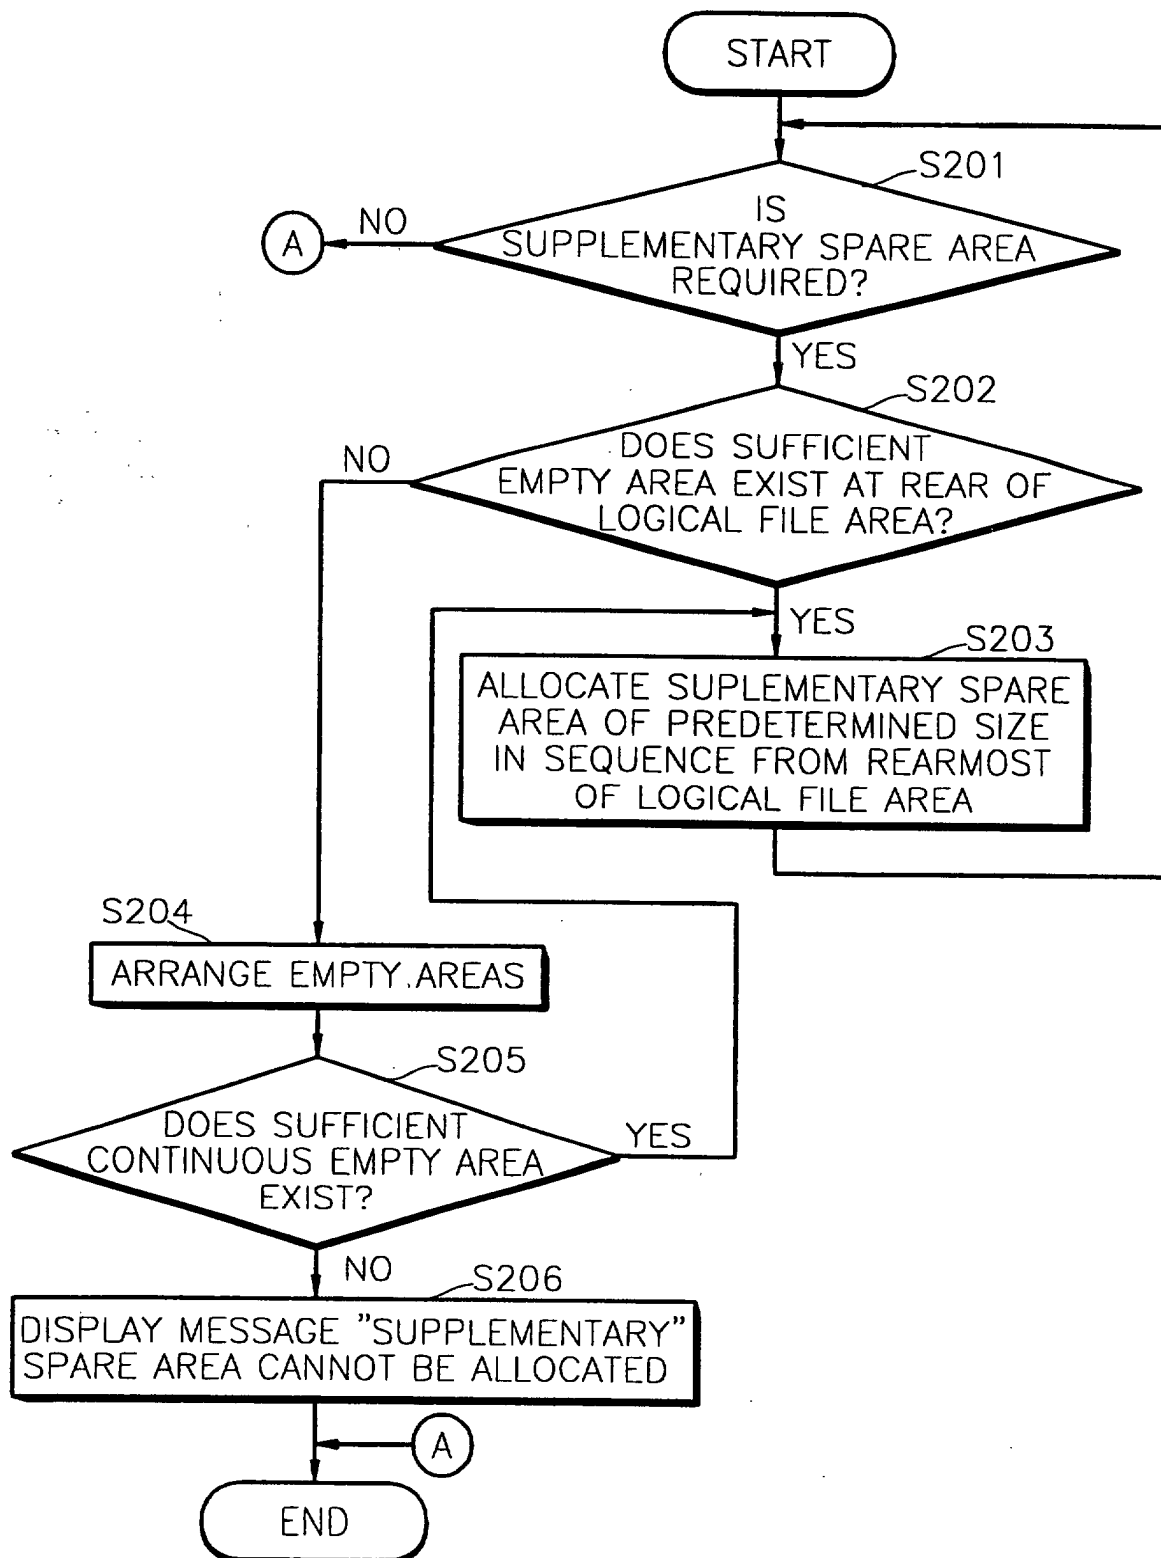 START
S201
IS
SUPPLEMENTARY SPARE AREA
REQUIRED?
NO
A
YES
S202
DOES SUFFICIENT
EMPTY AREA EXIST AT REAR OF
LOGICAL FILE AREA?
NO
YES
S203
ALLOCATE SUPLEMENTARY SPARE
AREA OF PREDETERMINED SIZE
IN SEQUENCE FROM REARMOST
OF LOGICAL FILE AREA
S204
ARRANGE EMPTY AREAS
S205
DOES SUFFICIENT
CONTINUOUS EMPTY AREA
EXIST?
YES
NO
S206
DISPLAY MESSAGE "SUPPLEMENTARY"
SPARE AREA CANNOT BE ALLOCATED
A
END